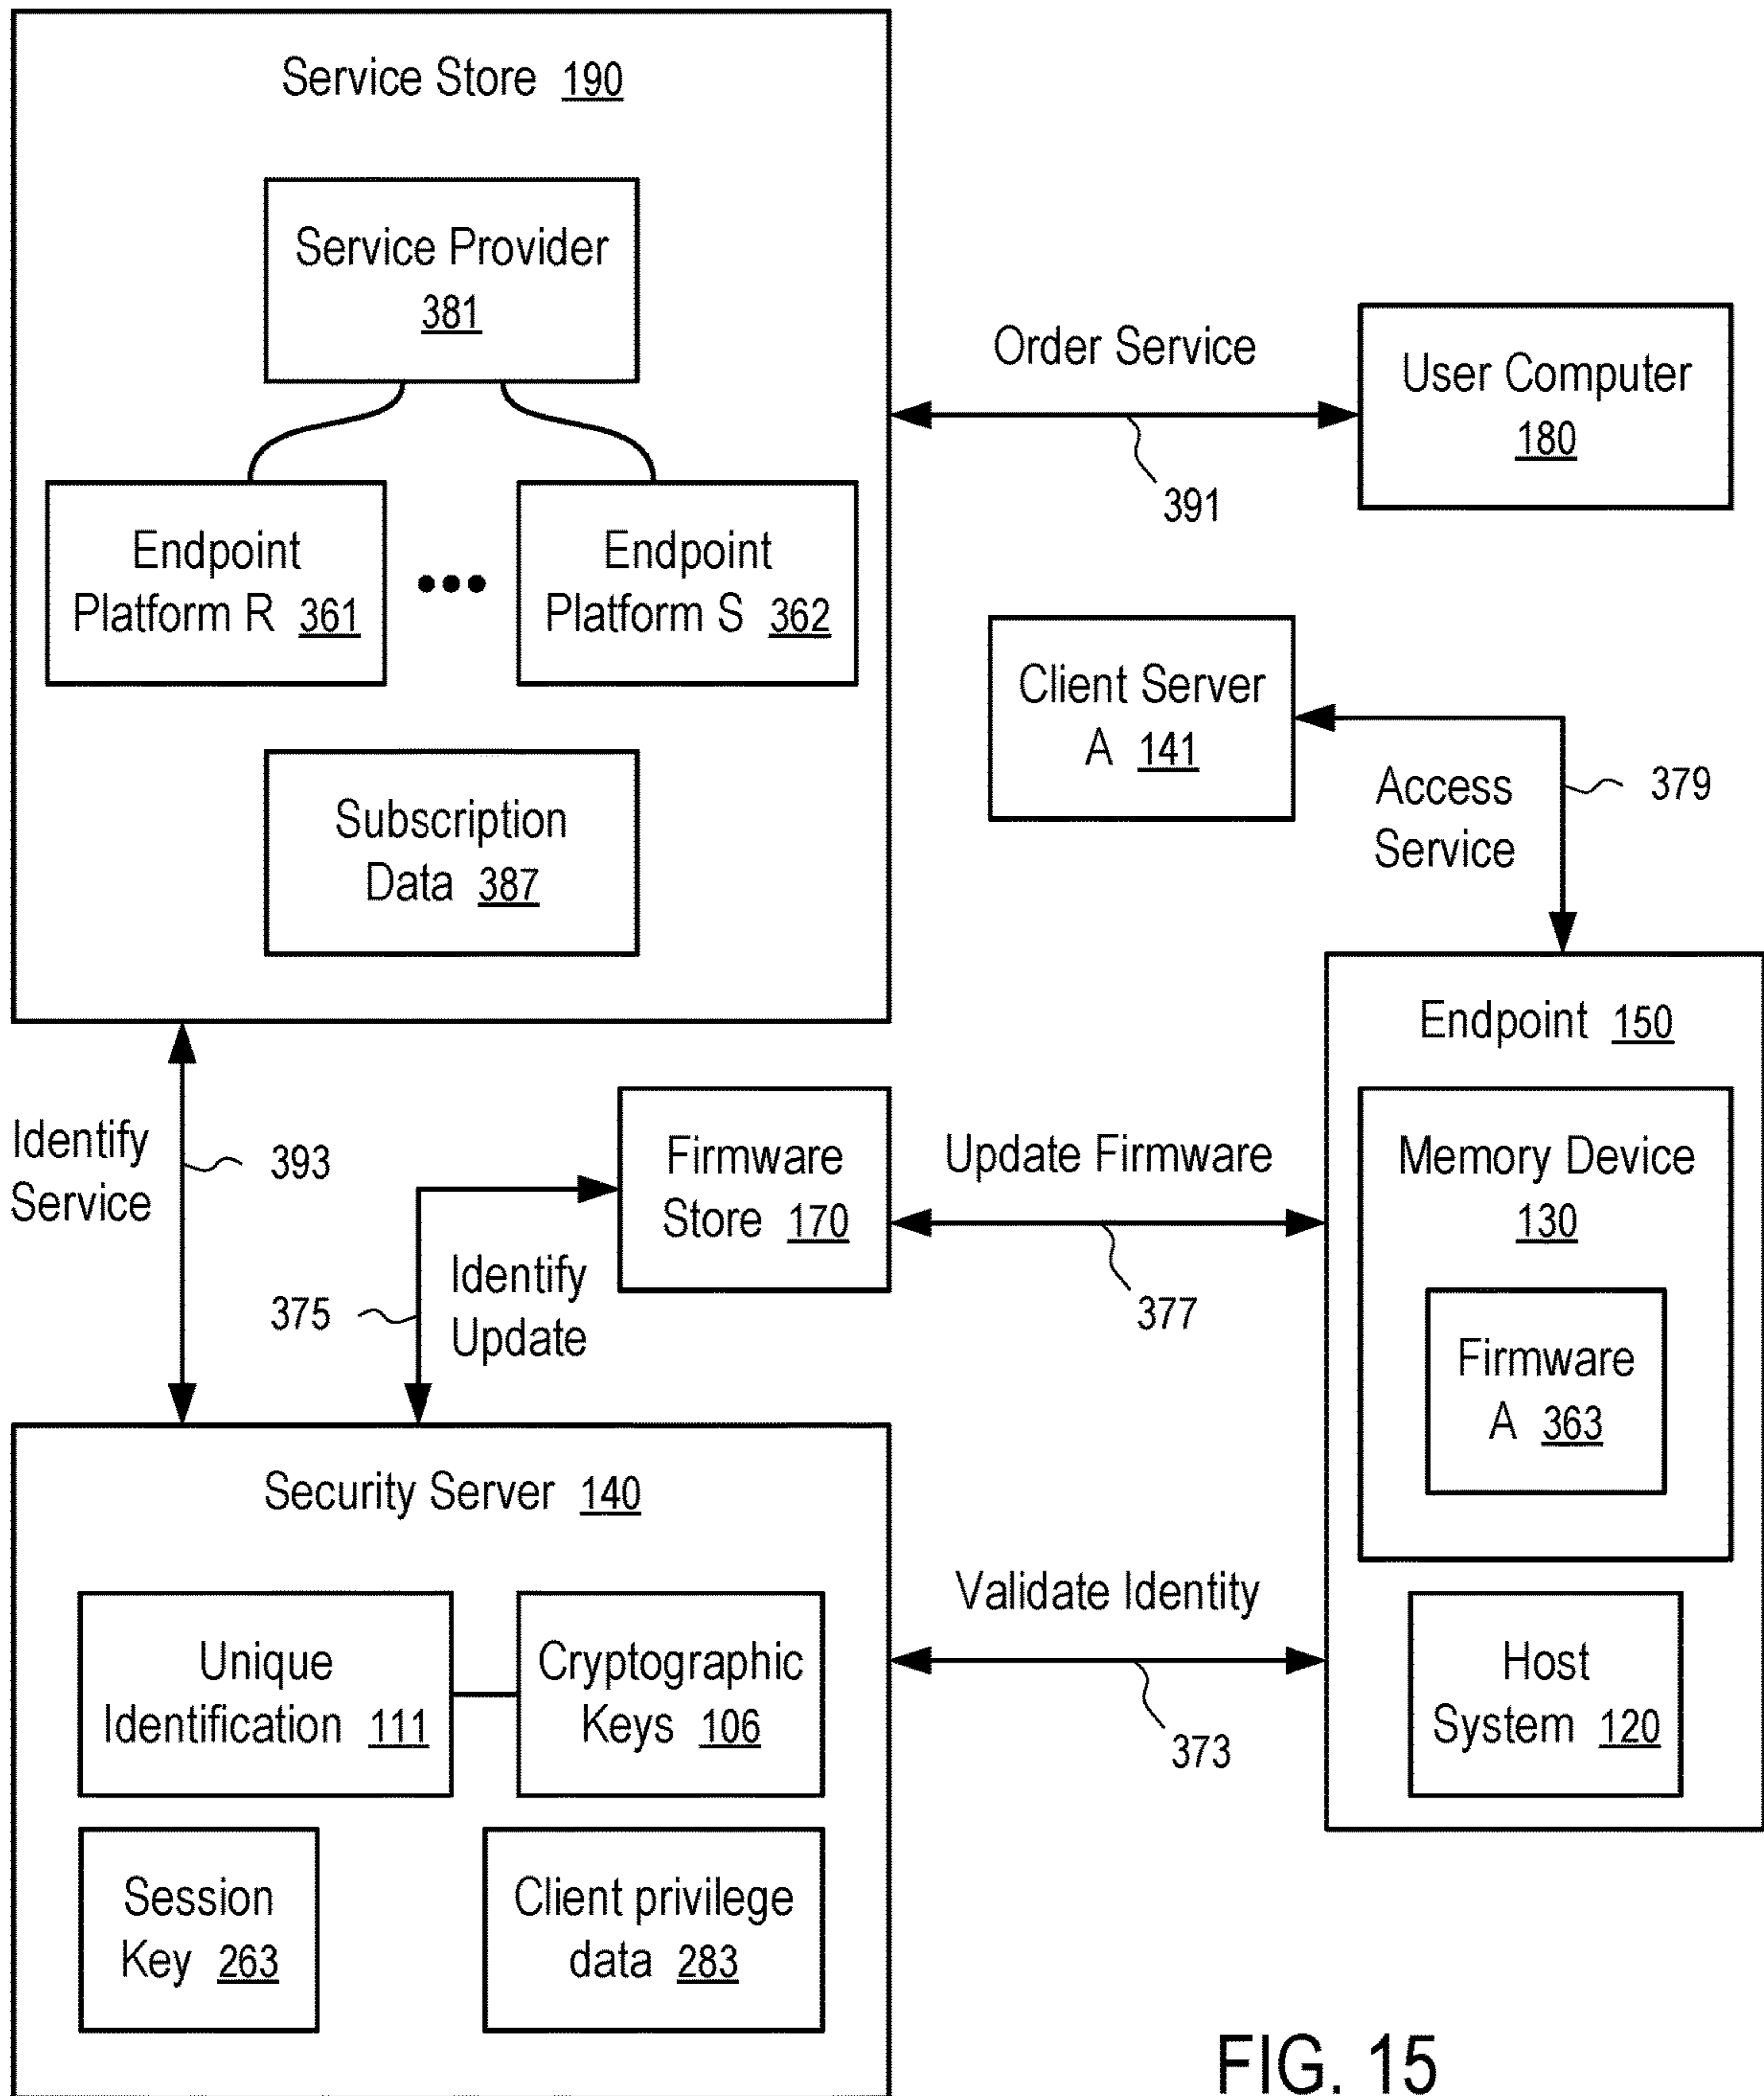 Service Store 190
Service Provider
381
Endpoint
Platform R 361
Endpoint
Platform S 362
Subscription
Data 387
Order Service
391
User Computer
180
Client Server
A 141
Access
Service
379
Identify
Service
393
Firmware
Store 170
Identify
Update
375
Update Firmware
377
Endpoint 150
Memory Device
130
Firmware
A 363
Host
System 120
Security Server 140
Unique
Identification 111
Cryptographic
Keys 106
Session
Key 263
Client privilege
data 283
Validate Identity
373
FIG. 15